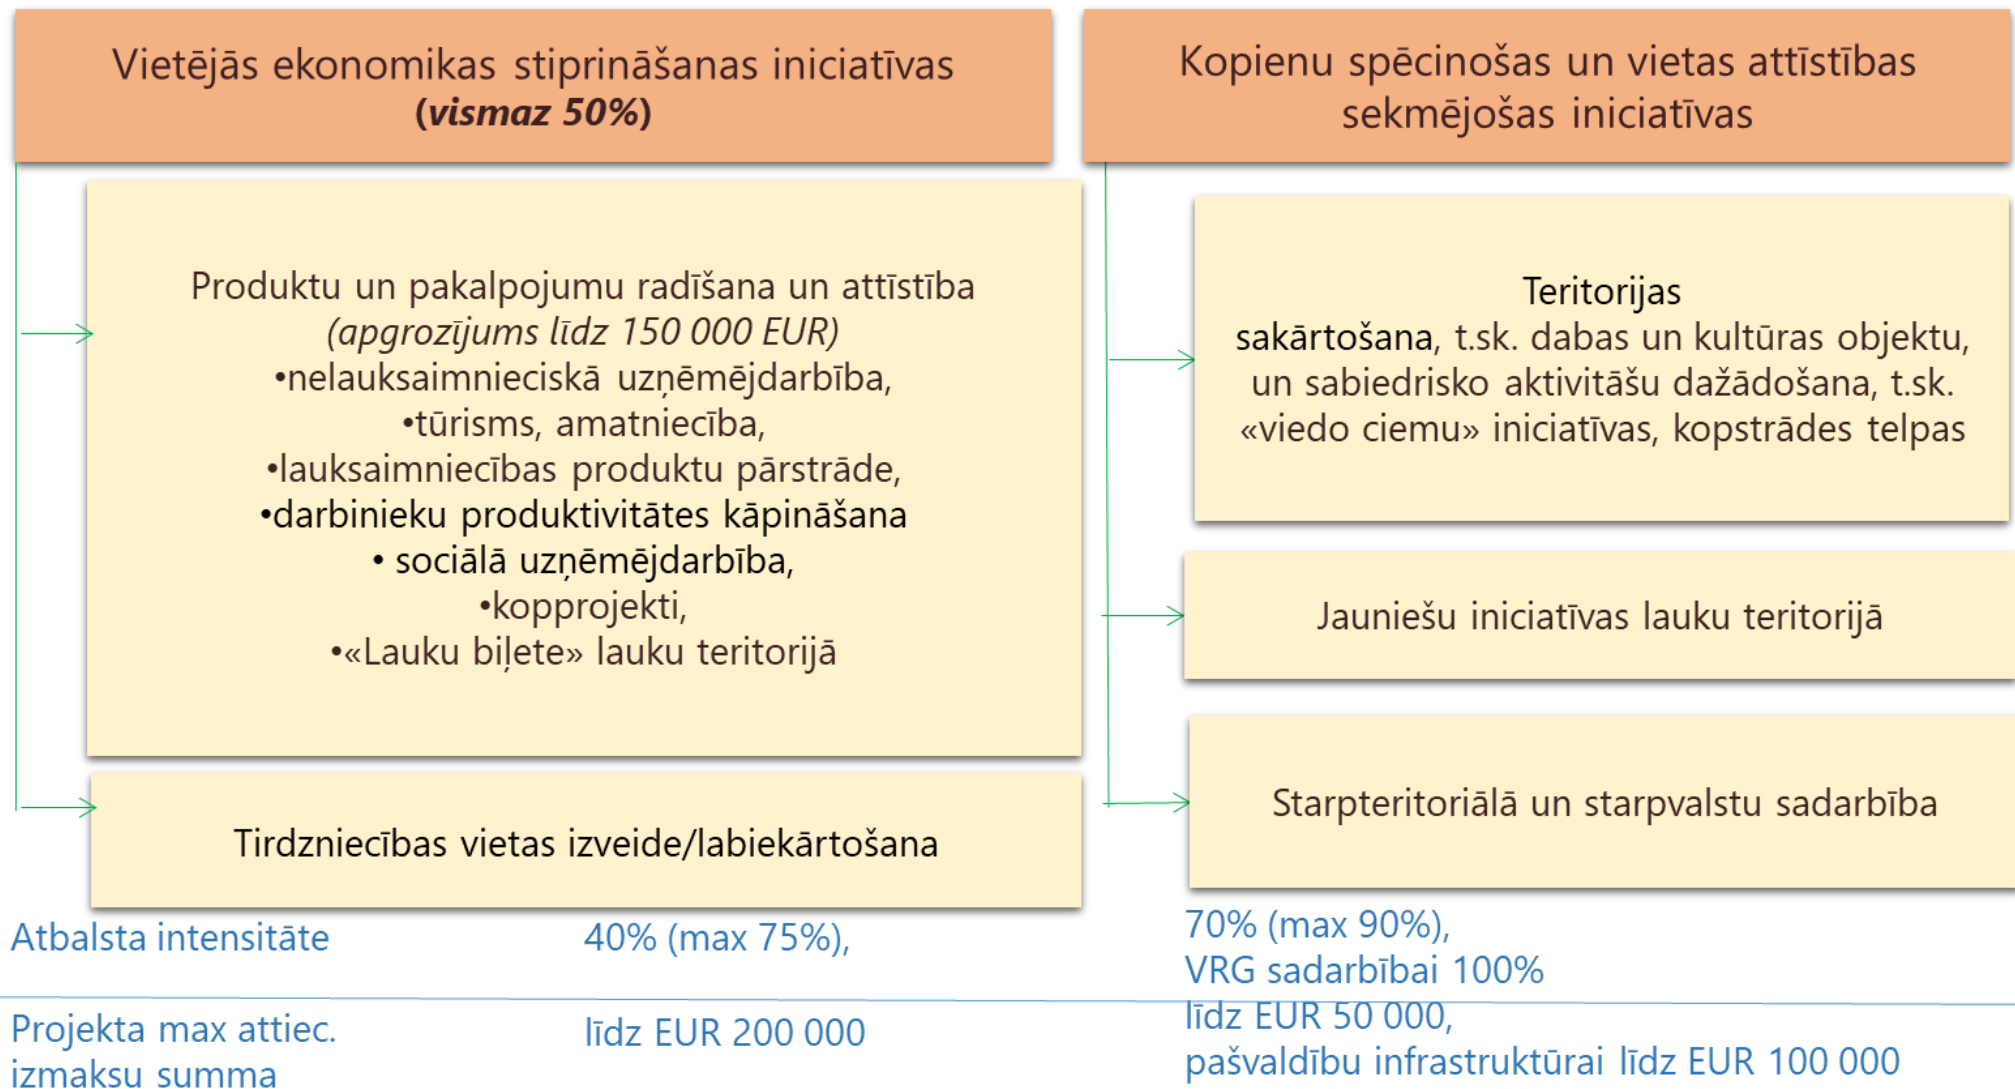 Vietējās ekonomikas stiprināšanas iniciatīvas
(vismaz 50%)
Produktu un pakalpojumu radīšana un attīstība
(apgrozījums līdz 150 000 EUR)
•nelauksaimnieciskā uzņēmējdarbība,
•tūrisms, amatniecība,
•lauksaimniecības produktu pārstrāde,
•darbinieku produktivitātes kāpināšana
• sociālā uzņēmējdarbība,
•kopprojekti,
•«Lauku biļete» lauku teritorijā
Tirdzniecības vietas izveide/labiekārtošana
Kopienu spēcinošas un vietas attīstības
sekmējošas iniciatīvas
Teritorijas
sakārtošana, t.sk. dabas un kultūras objektu,
un sabiedrisko aktivitāšu dažādošana, t.sk.
«viedo ciemu» iniciatīvas, kopstrādes telpas
Jauniešu iniciatīvas lauku teritorijā
Starpteritoriālā un starpvalstu sadarbība
Atbalsta intensitāte
40% (max 75%),
70% (max 90%),
VRG sadarbībai 100%
Projekta max attiec.
izmaksu summa
līdz EUR 200 000
līdz EUR 50 000,
pašvaldību infrastruktūrai līdz EUR 100 000